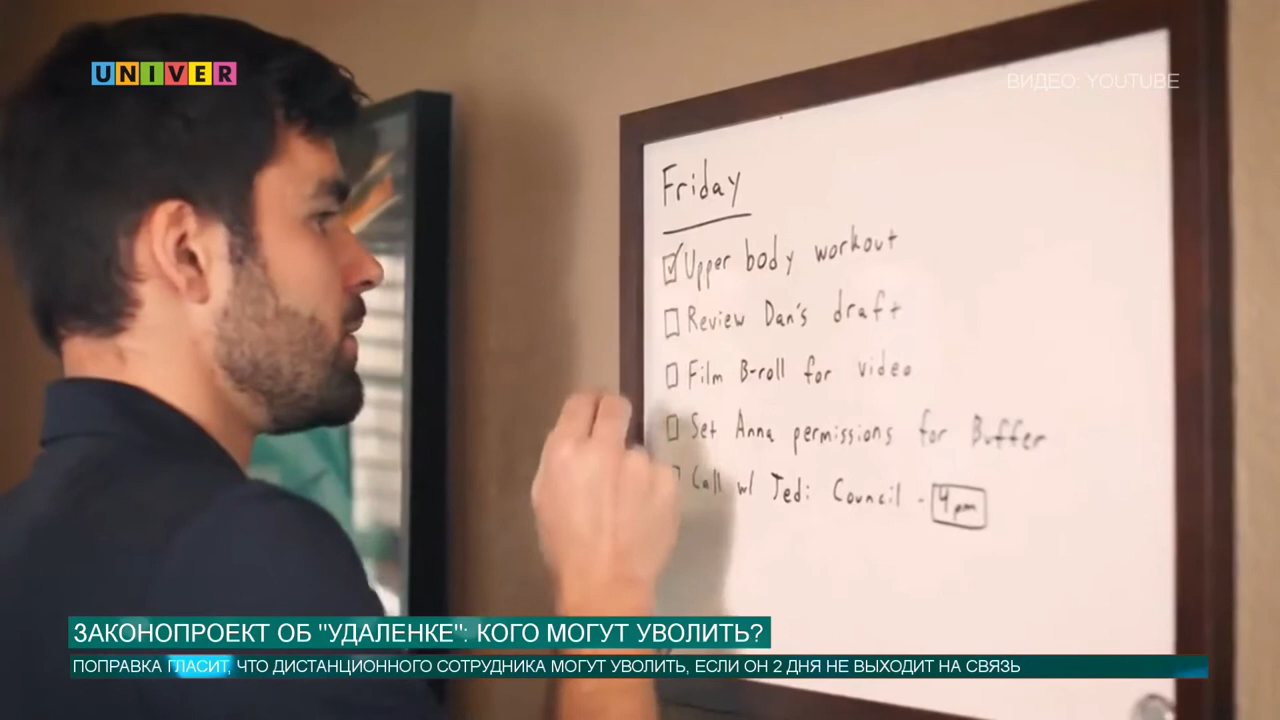 UNIVER
ВИДЕО: YOUTUBE
Friday
Upper body workout
Review Dan's draft
Film B-roll for video
Set Anna permissions for Buffer
Call w/ Jedi Council - 4pm
ЗАКОНОПРОЕКТ ОБ "УДАЛЕНКЕ": КОГО МОГУТ УВОЛИТЬ?
ПОПРАВКА ГЛАСИТ, ЧТО ДИСТАНЦИОННОГО СОТРУДНИКА МОГУТ УВОЛИТЬ, ЕСЛИ ОН 2 ДНЯ НЕ ВЫХОДИТ НА СВЯЗЬ